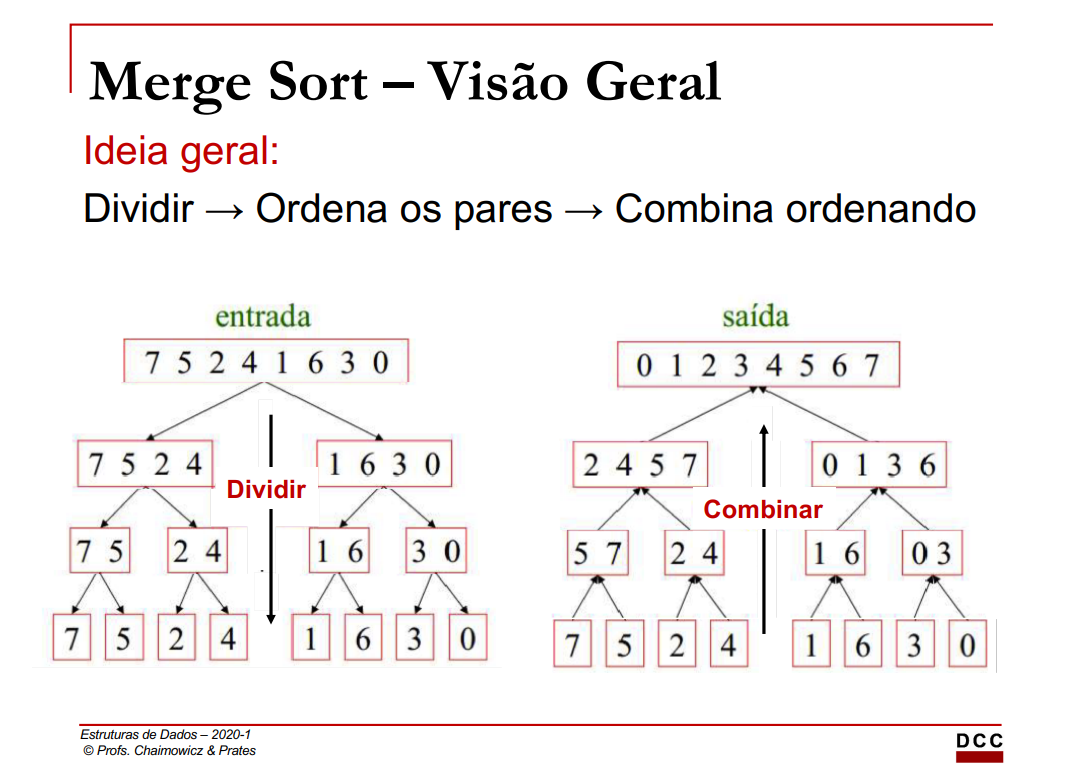 Merge Sort – Visão Geral
Ideia geral:
Dividir → Ordena os pares → Combina ordenando
entrada
7 5 2 4 1 6 3 0
7 5 2 4
1 6 3 0
Dividir
7 5
2 4
1 6
3 0
7
5
2
4
1
6
3
0
saída
0 1 2 3 4 5 6 7
2 4 5 7
0 1 3 6
Combinar
5 7
2 4
1 6
0 3
7
5
2
4
1
6
3
0
Estruturas de Dados – 2020-1
© Profs. Chaimowicz & Prates
DCC